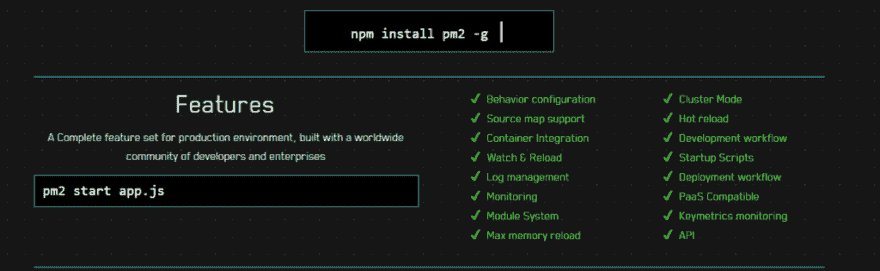 npm install pm2 -g
Features
A Complete feature set for production environment, built with a worldwide
community of developers and enterprises
pm2 start app.js
✔ Behavior configuration
✔ Source map support
✔ Container Integration
✔ Watch & Reload
✔ Log management
✔ Monitoring
✔ Module System
✔ Max memory reload
✔ Cluster Mode
✔ Hot reload
✔ Development workflow
✔ Startup Scripts
✔ Deployment workflow
✔ PaaS Compatible
✔ Keymetrics monitoring
✔ API